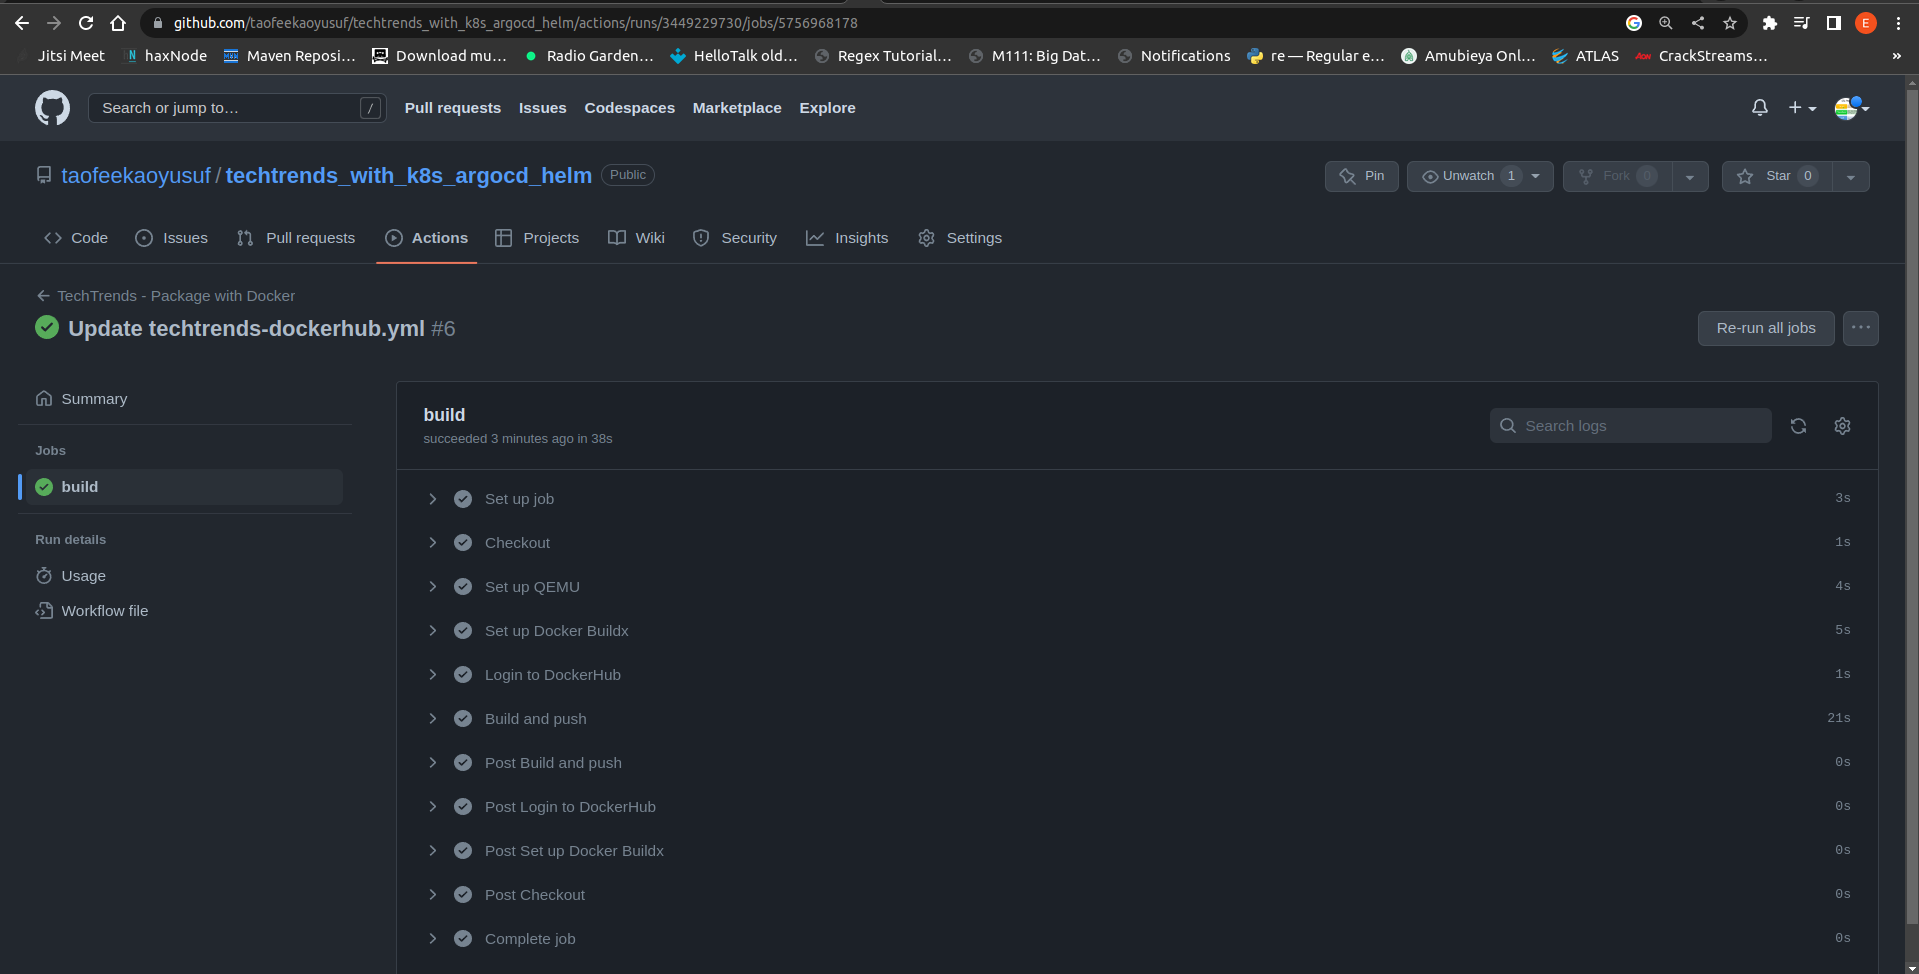 github.com/taofeekaoyusuf/techtrends_with_k8s_argocd_helm/actions/runs/3449229730/jobs/5756968178
E
Jitsi Meet haxNode Maven Reposi… Download mu… Radio Garden… HelloTalk old… Regex Tutorial… M111: Big Dat… Notifications re — Regular e… Amubieya Onl… ATLAS CrackStreams… »
Search or jump to… / Pull requests Issues Codespaces Marketplace Explore
taofeekaoyusuf / techtrends_with_k8s_argocd_helm Public Pin Unwatch 1 Fork 0 Star 0
Code Issues Pull requests Actions Projects Wiki Security Insights Settings
TechTrends - Package with Docker
Update techtrends-dockerhub.yml #6
Re-run all jobs
Summary
Jobs
build
Run details
Usage
Workflow file
build
succeeded 3 minutes ago in 38s
Search logs
Set up job 3s
Checkout 1s
Set up QEMU 4s
Set up Docker Buildx 5s
Login to DockerHub 1s
Build and push 21s
Post Build and push 0s
Post Login to DockerHub 0s
Post Set up Docker Buildx 0s
Post Checkout 0s
Complete job 0s